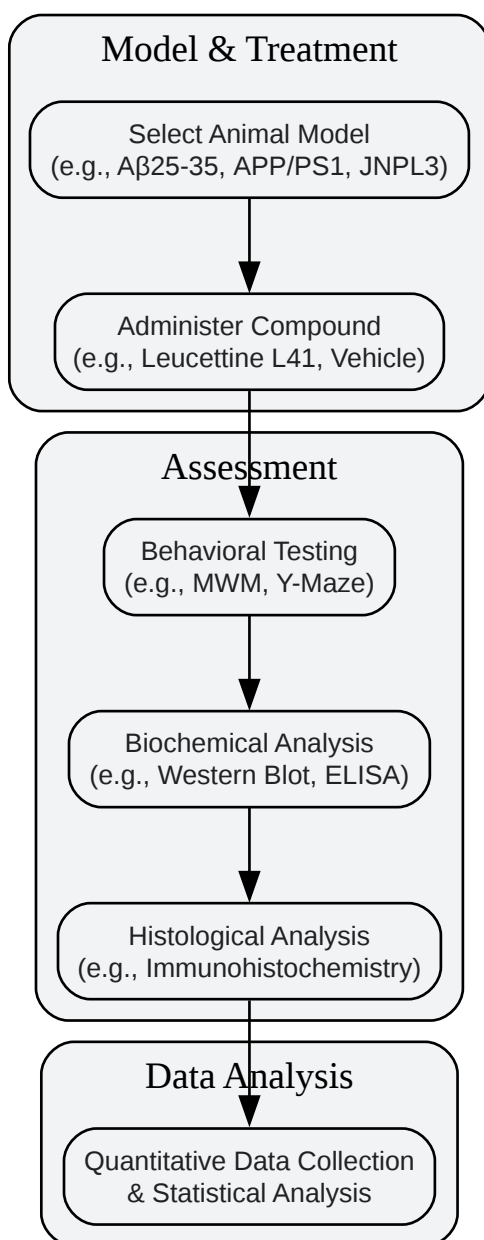 Model & Treatment
Select Animal Model
(e.g., Aβ25-35, APP/PS1, JNPL3)
Administer Compound
(e.g., Leucettine L41, Vehicle)
Assessment
Behavioral Testing
(e.g., MWM, Y-Maze)
Biochemical Analysis
(e.g., Western Blot, ELISA)
Histological Analysis
(e.g., Immunohistochemistry)
Data Analysis
Quantitative Data Collection
& Statistical Analysis